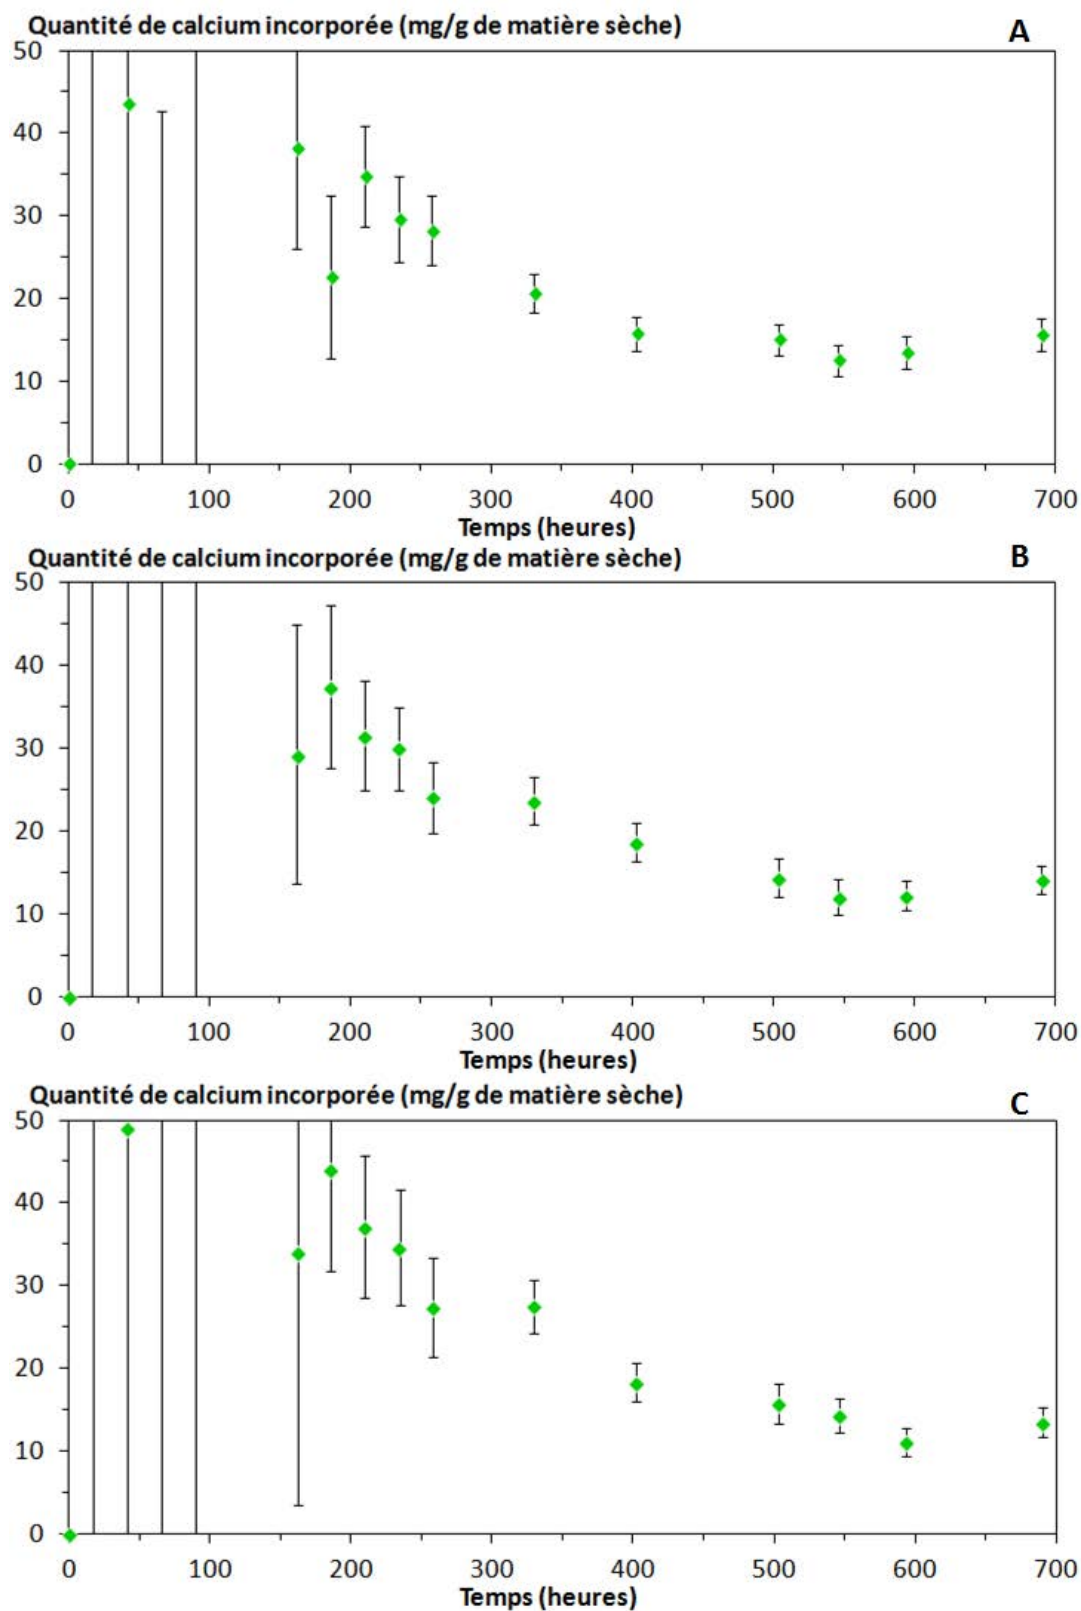 Quantité de calcium incorporée (mg/g de matière sèche) A
50
40
30
20
10
0
0 100 200 300 400 500 600 700
Temps (heures)
Quantité de calcium incorporée (mg/g de matière sèche) B
50
40
30
20
10
0
0 100 200 300 400 500 600 700
Temps (heures)
Quantité de calcium incorporée (mg/g de matière sèche) C
50
40
30
20
10
0
0 100 200 300 400 500 600 700
Temps (heures)